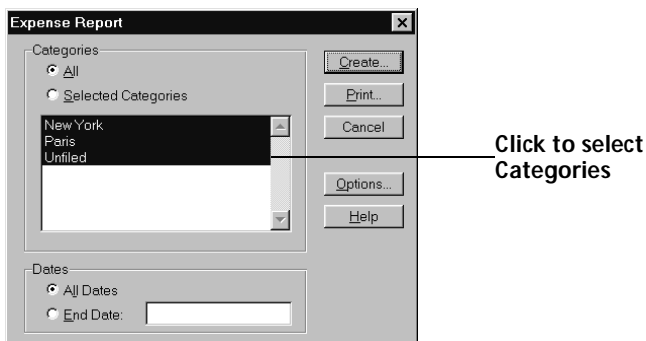 Expense Report
Categories
All
Selected Categories
New York
Paris
Unfiled
Create...
Print...
Cancel
Options...
Help
Click to select
Categories
Dates
All Dates
End Date: